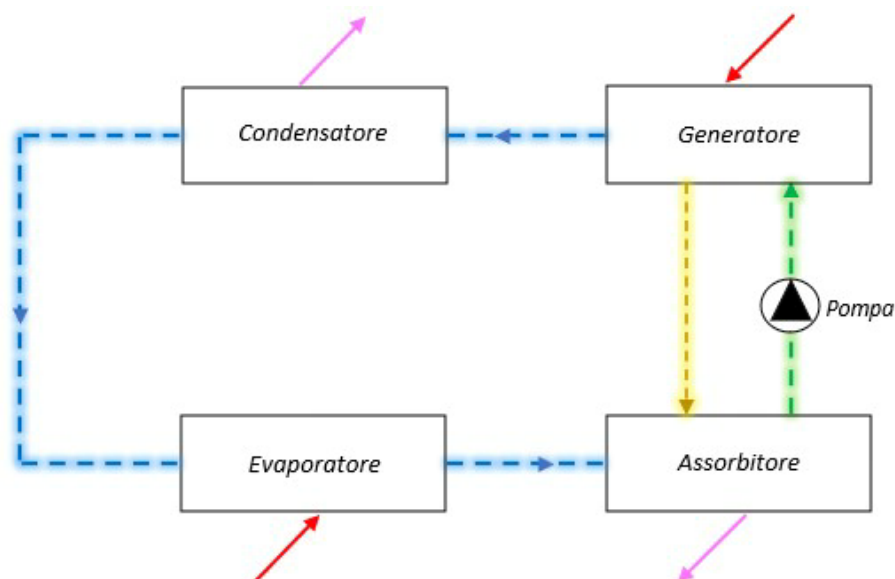 Condensatore
Generatore
Pompa
Evaporatore
Assorbitore